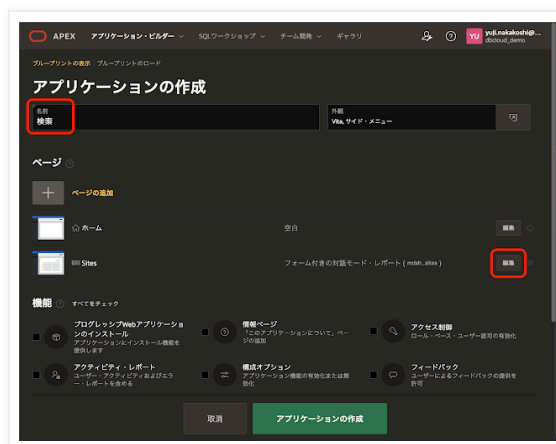 APEX アプリケーション・ビルダー SQLワークショップ チーム開発 ギャラリ YU yuji.nakakoshi@...
dbcloud_demo
ブループリントの表示 ブループリントのロード
アプリケーションの作成
名前
検索
外観
Vita, サイド・メニュー
ページ
ページの追加
ホーム 空白 編集
Sites フォーム付きの対話モード・レポート ( mdsh_sites ) 編集
機能 すべてをチェック
プログレッシブWebアプリケーショ
ンのインストール
アプリケーションにインストール機能を
提供します
情報ページ
「このアプリケーションについて」ペー
ジの追加
アクセス制御
ロール・ベース・ユーザー認可の有効化
アクティビティ・レポート
ユーザー・アクティビティおよびエラ
ー・レポートを含める
構成オプション
アプリケーション機能の有効化または無
効化
フィードバック
ユーザーによるフィードバックの提供を
許可
取消 アプリケーションの作成